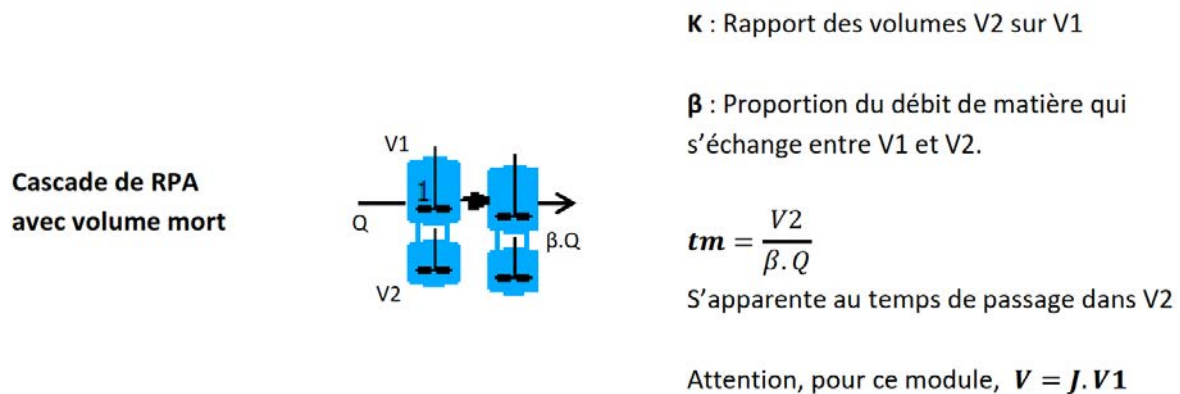 Cascade de RPA
avec volume mort
V1
1
Q
β.Q
V2
K : Rapport des volumes V2 sur V1
β : Proportion du débit de matière qui
s’échange entre V1 et V2.
tm = V2 / β.Q
S’apparente au temps de passage dans V2
Attention, pour ce module, V = J.V1